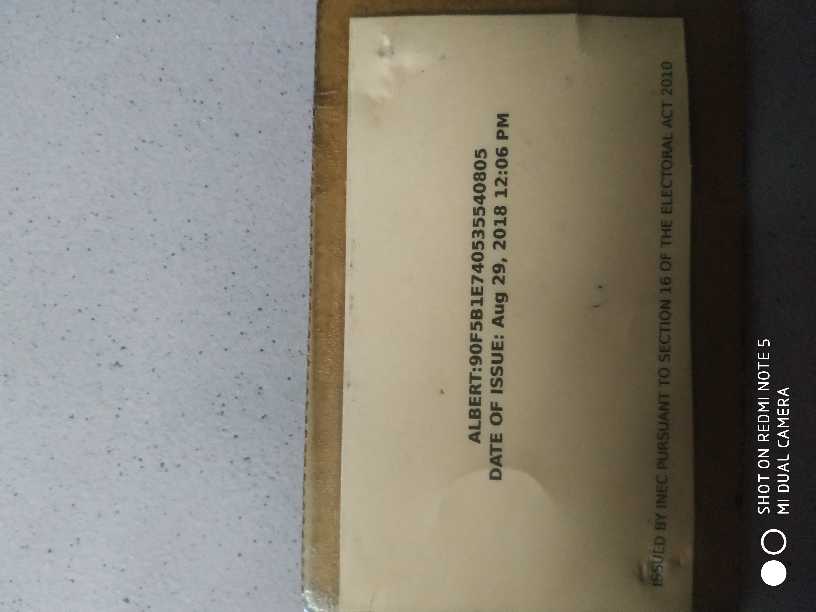 ALBERT:90F5B1E740535540805
DATE OF ISSUE: Aug 29, 2018 12:06 PM
ISSUED BY INEC PURSUANT TO SECTION 16 OF THE ELECTORAL ACT 2010
SHOT ON REDMI NOTE 5
MI DUAL CAMERA